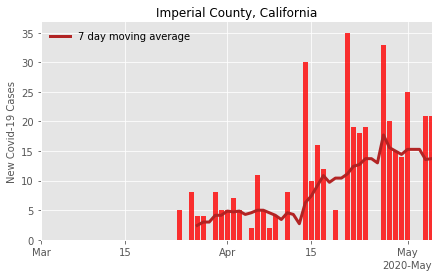 Imperial County, California
7 day moving average
New Covid-19 Cases
35
30
25
20
15
10
5
0
Mar
15
Apr
15
May
2020-May